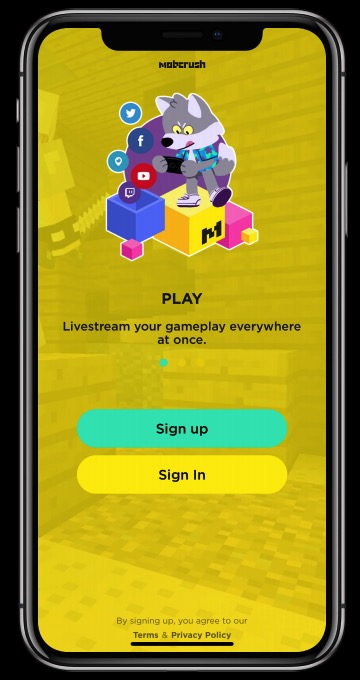 Mobcrush
PLAY
Livestream your gameplay everywhere
at once.
Sign up
Sign In
By signing up, you agree to our
Terms & Privacy Policy